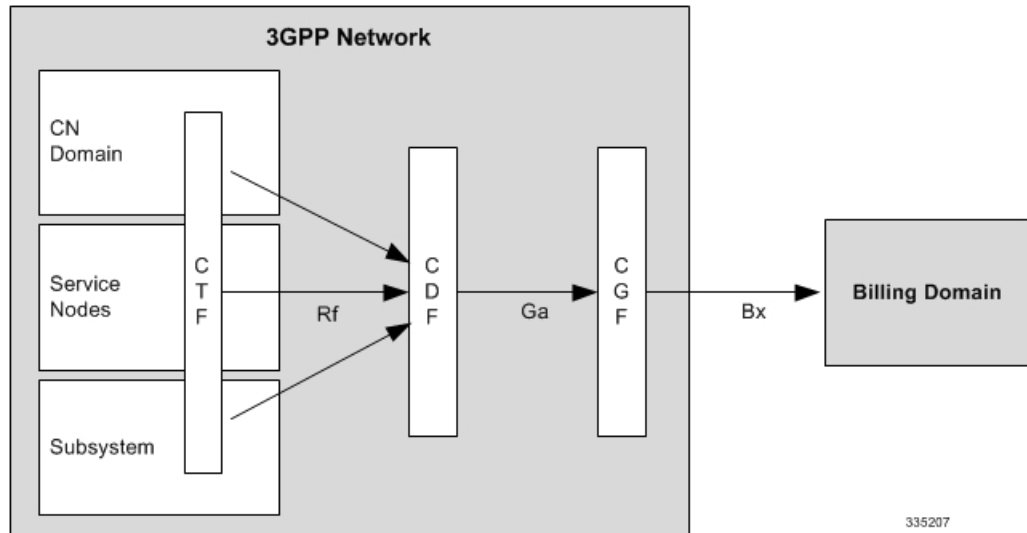 3GPP Network
CN
Domain
Service
Nodes
Subsystem
C
T
F
Rf
C
D
F
Ga
C
G
F
Bx
Billing Domain
335207